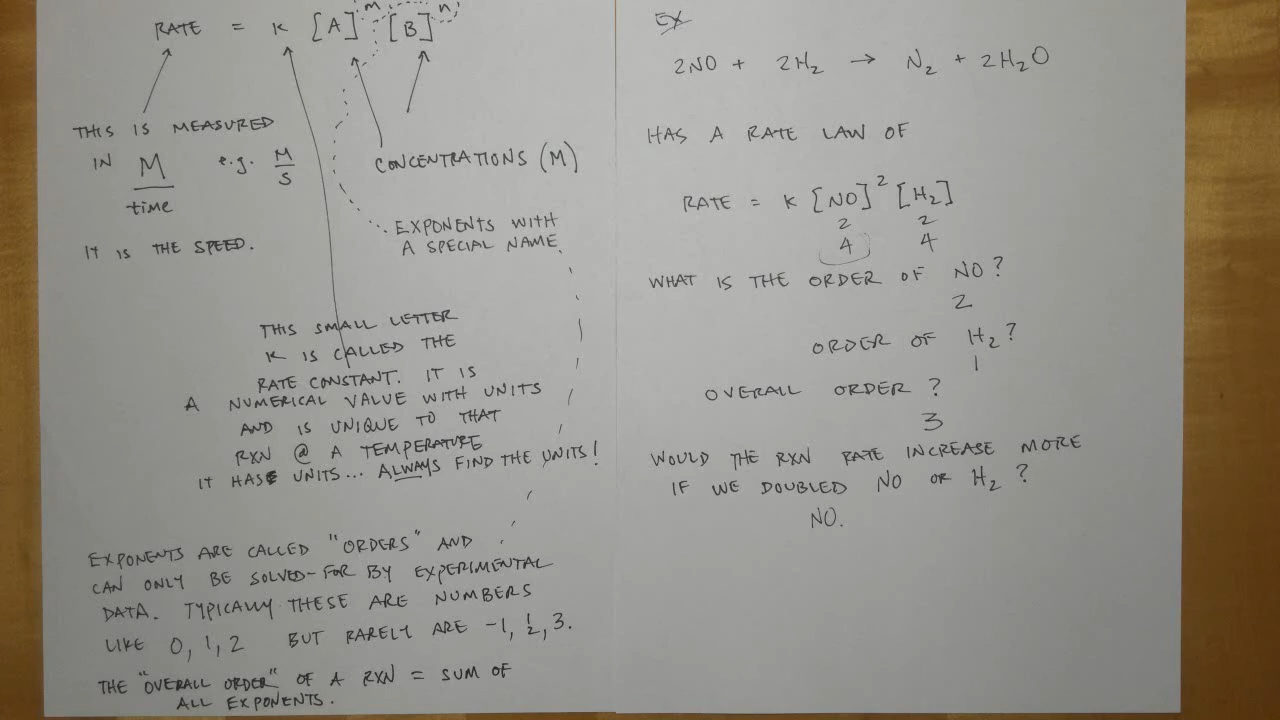 RATE = K [A]^m [B]^n
THIS IS MEASURED
IN M/time e.g. M/S
IT IS THE SPEED.
CONCENTRATIONS (M)
EXPONENTS WITH
A SPECIAL NAME.
THIS SMALL LETTER
K IS CALLED THE
RATE CONSTANT. IT IS
A NUMERICAL VALUE WITH UNITS
AND IS UNIQUE TO THAT
RXN @ A TEMPERATURE
IT HAS UNITS... ALWAYS FIND THE UNITS!
EXPONENTS ARE CALLED "ORDERS" AND
CAN ONLY BE SOLVED-FOR BY EXPERIMENTAL
DATA. TYPICALLY THESE ARE NUMBERS
LIKE 0, 1, 2 BUT RARELY ARE -1, 1/2, 3.
THE "OVERALL ORDER" OF A RXN = SUM OF
ALL EXPONENTS.
EX
2NO + 2H₂ → N₂ + 2H₂O
HAS A RATE LAW OF
RATE = K [NO]² [H₂]
2 2
4 4
WHAT IS THE ORDER OF NO?
2
ORDER OF H₂?
1
OVERALL ORDER?
3
WOULD THE RXN RATE INCREASE MORE
IF WE DOUBLED NO OR H₂?
NO.